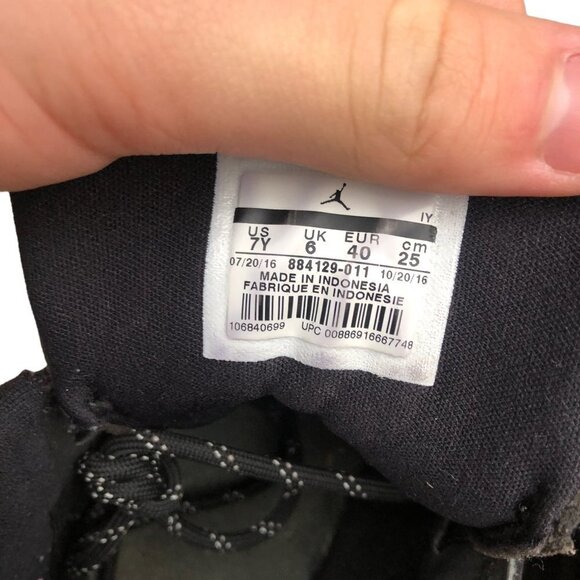 IY
US UK EUR cm
7Y 6 40 25
07/20/16 884129-011 10/20/16
MADE IN INDONESIA
FABRIQUE EN INDONESIE
106840699 UPC 00886916667748